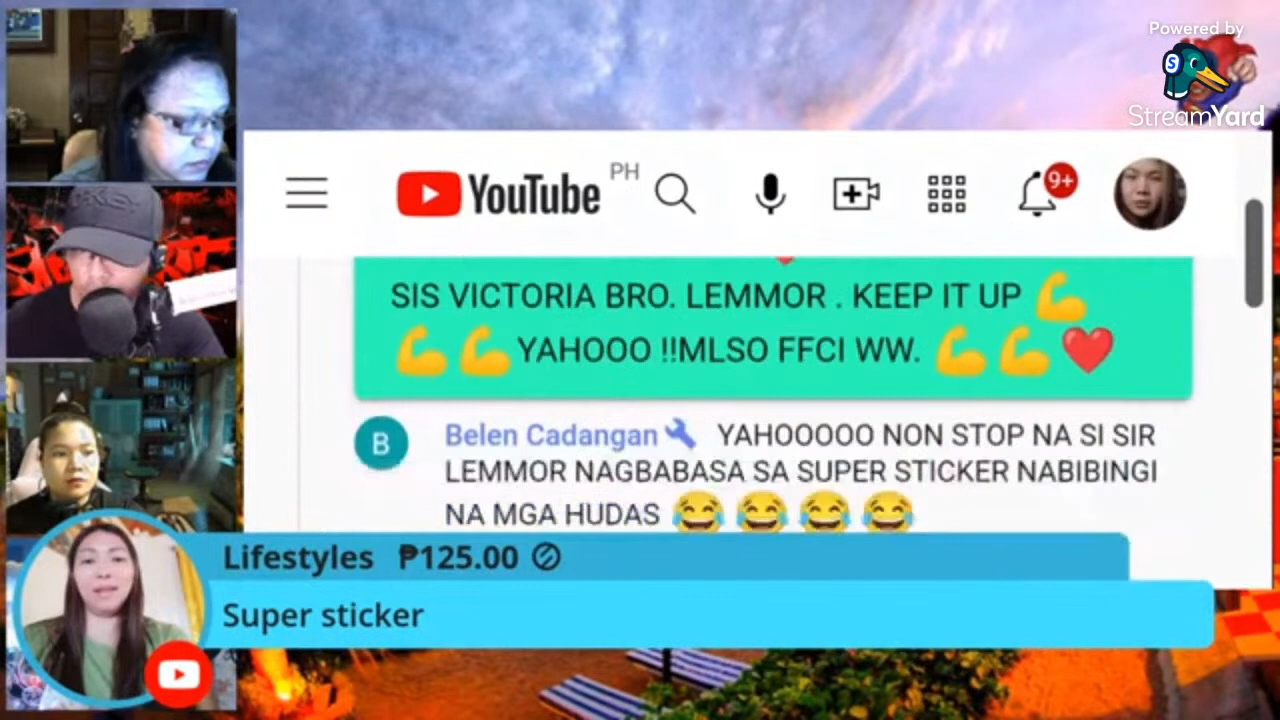 Powered by
StreamYard
YouTube PH
9+
SIS VICTORIA BRO. LEMMOR . KEEP IT UP 💪
💪💪YAHOOO !!MLSO FFCI WW. 💪💪❤️
B
Belen Cadangan YAHOOOOO NON STOP NA SI SIR
LEMMOR NAGBABASA SA SUPER STICKER NABIBINGI
NA MGA HUDAS 😂😂😂😂
Lifestyles ₱125.00
Super sticker